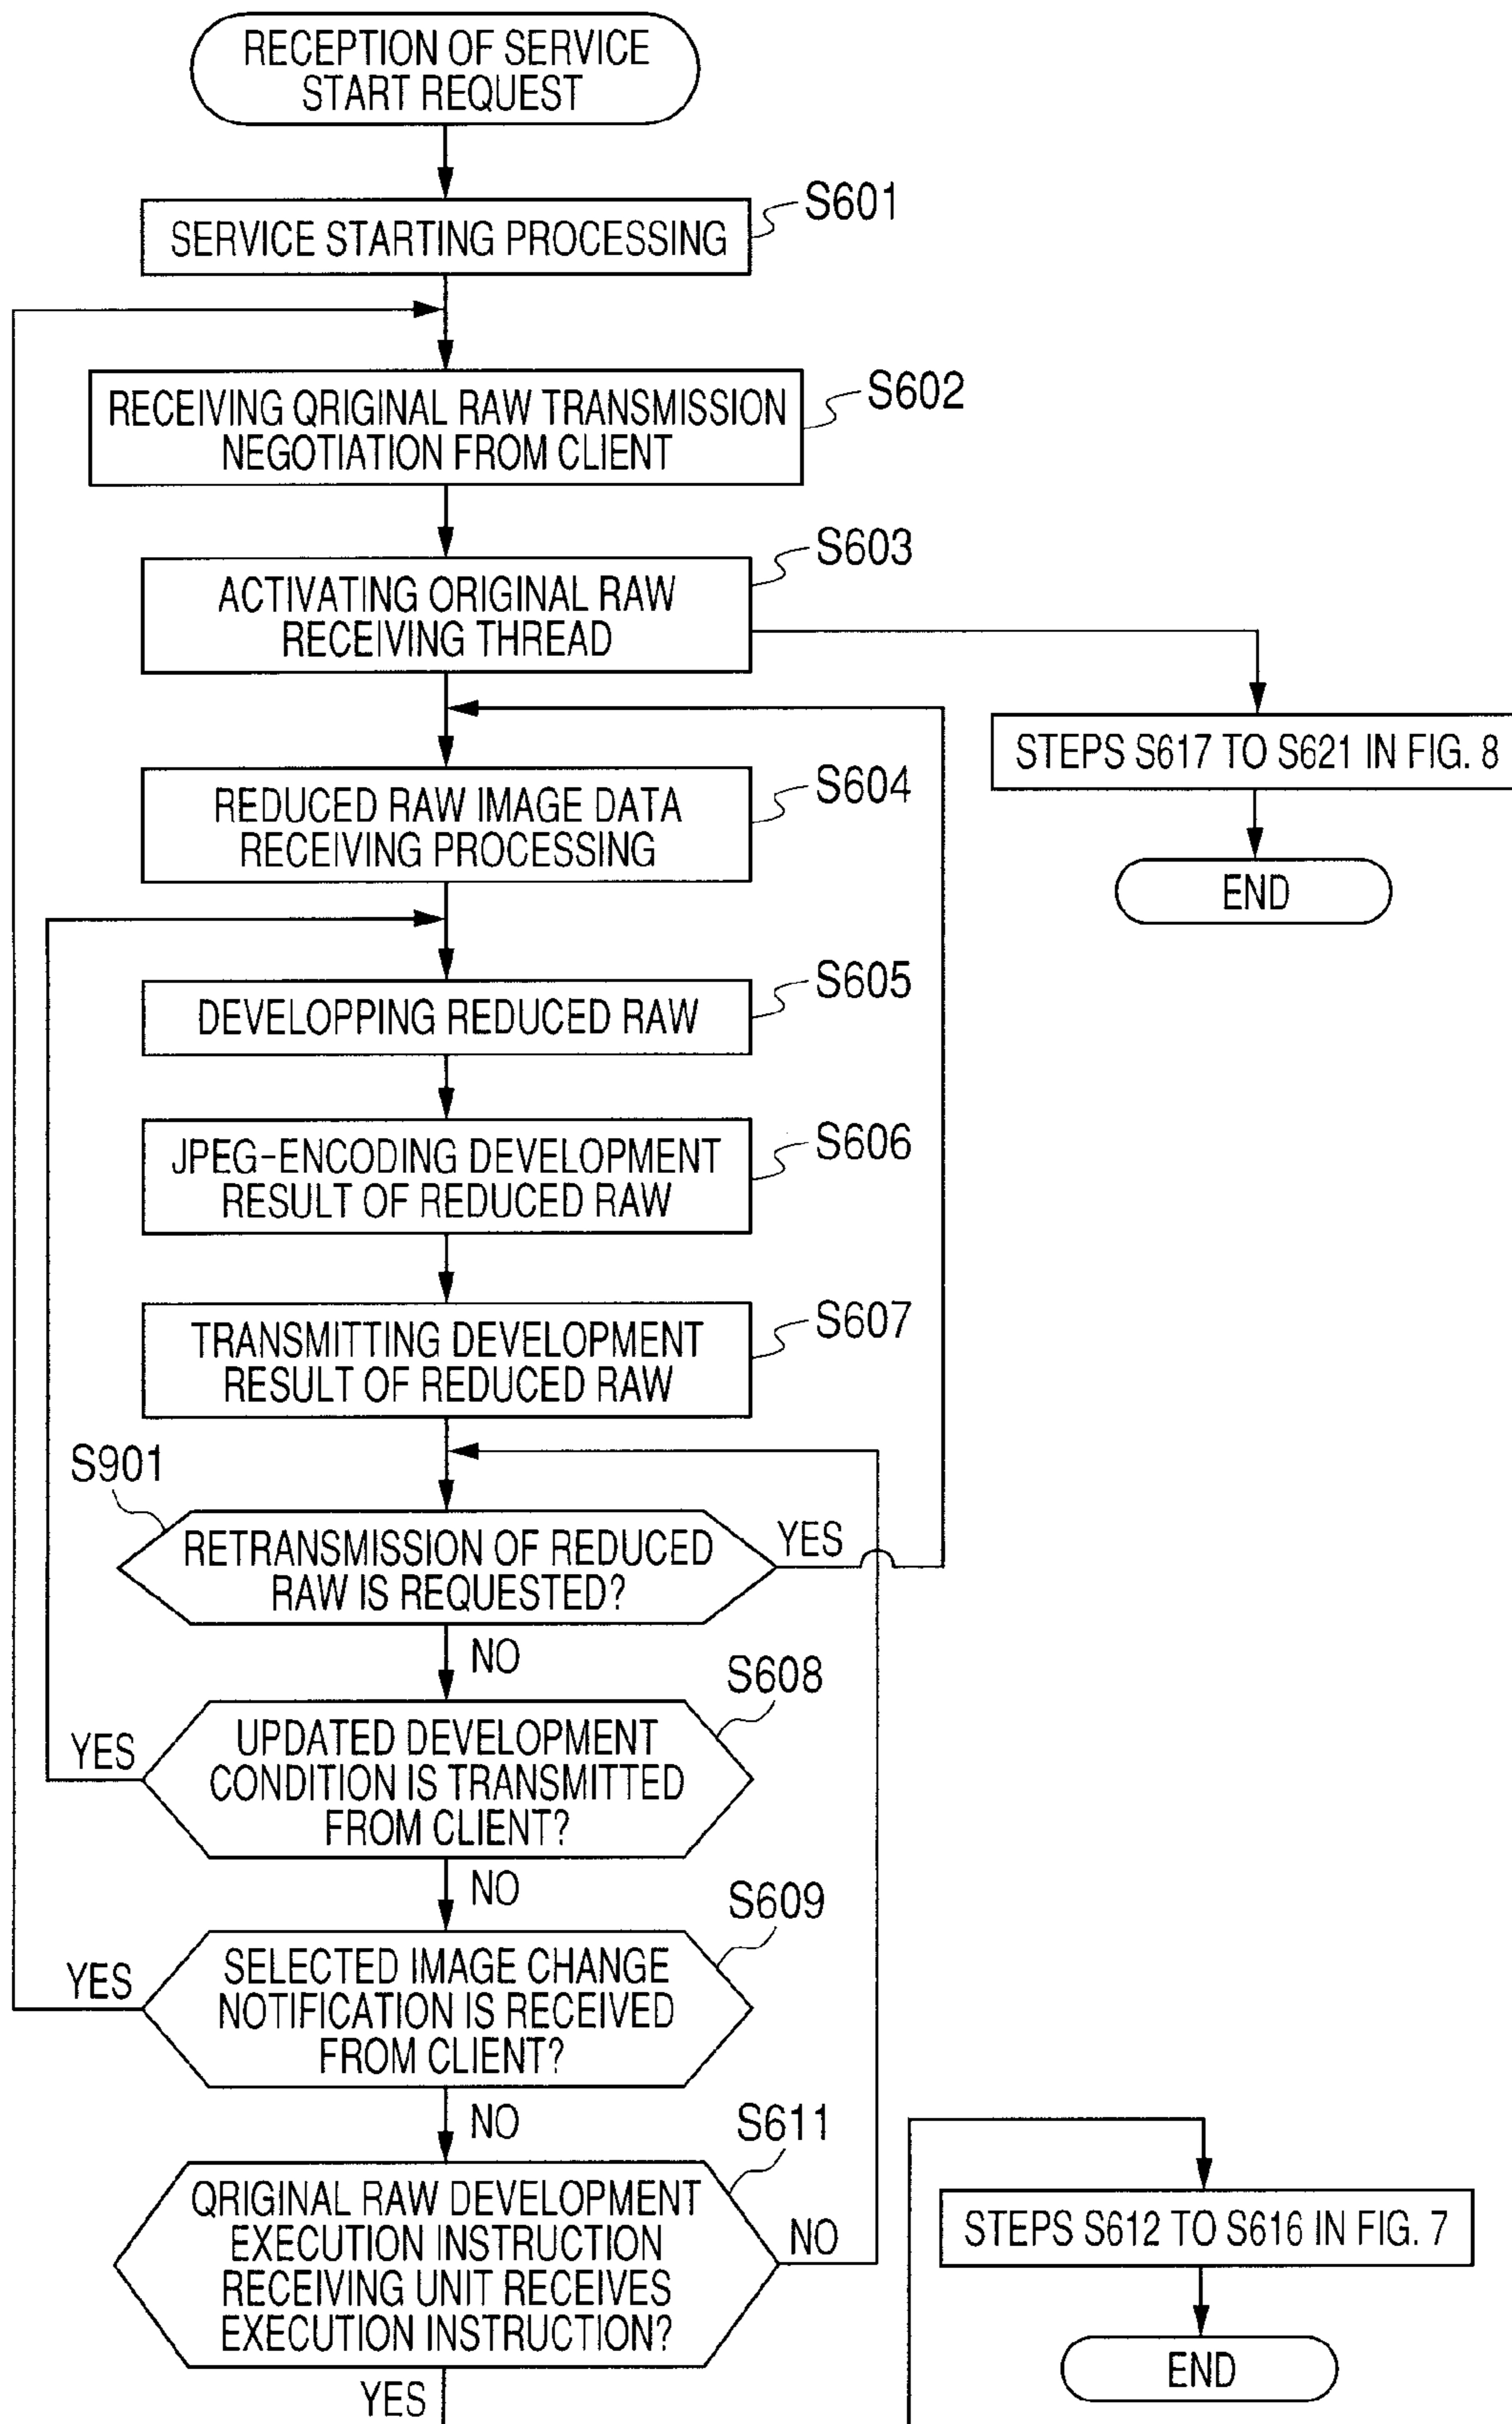 RECEPTION OF SERVICE
START REQUEST
SERVICE STARTING PROCESSING
S601
RECEIVING QRIGINAL RAW TRANSMISSION
NEGOTIATION FROM CLIENT
S602
ACTIVATING ORIGINAL RAW
RECEIVING THREAD
S603
STEPS S617 TO S621 IN FIG. 8
END
REDUCED RAW IMAGE DATA
RECEIVING PROCESSING
S604
DEVELOPPING REDUCED RAW
S605
JPEG-ENCODING DEVELOPMENT
RESULT OF REDUCED RAW
S606
TRANSMITTING DEVELOPMENT
RESULT OF REDUCED RAW
S607
S901
RETRANSMISSION OF REDUCED
RAW IS REQUESTED?
YES
NO
S608
UPDATED DEVELOPMENT
CONDITION IS TRANSMITTED
FROM CLIENT?
YES
NO
S609
SELECTED IMAGE CHANGE
NOTIFICATION IS RECEIVED
FROM CLIENT?
YES
NO
S611
QRIGINAL RAW DEVELOPMENT
EXECUTION INSTRUCTION
RECEIVING UNIT RECEIVES
EXECUTION INSTRUCTION?
NO
YES
STEPS S612 TO S616 IN FIG. 7
END